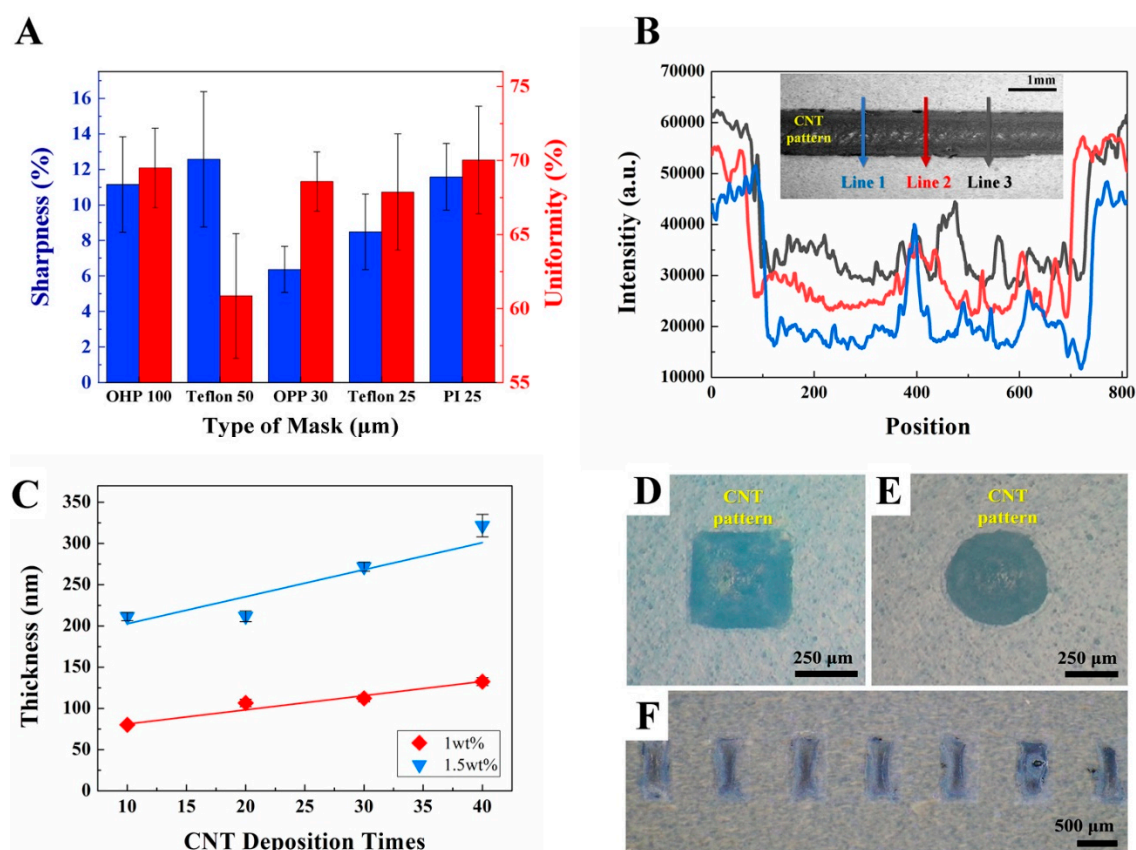 A
Sharpness (%)
16
14
12
10
8
6
4
2
0
75
70
65
60
55
Uniformity (%)
OHP 100 Teflon 50 OPP 30 Teflon 25 PI 25
Type of Mask (μm)
B
Intensitiy (a.u.)
70000
60000
50000
40000
30000
20000
10000
1mm
CNT
pattern
Line 1 Line 2 Line 3
0 200 400 600 800
Position
C
Thickness (nm)
350
300
250
200
150
100
50
0
1wt%
1.5wt%
10 15 20 25 30 35 40
CNT Deposition Times
D
CNT
pattern
250 μm
E
CNT
pattern
250 μm
F
500 μm